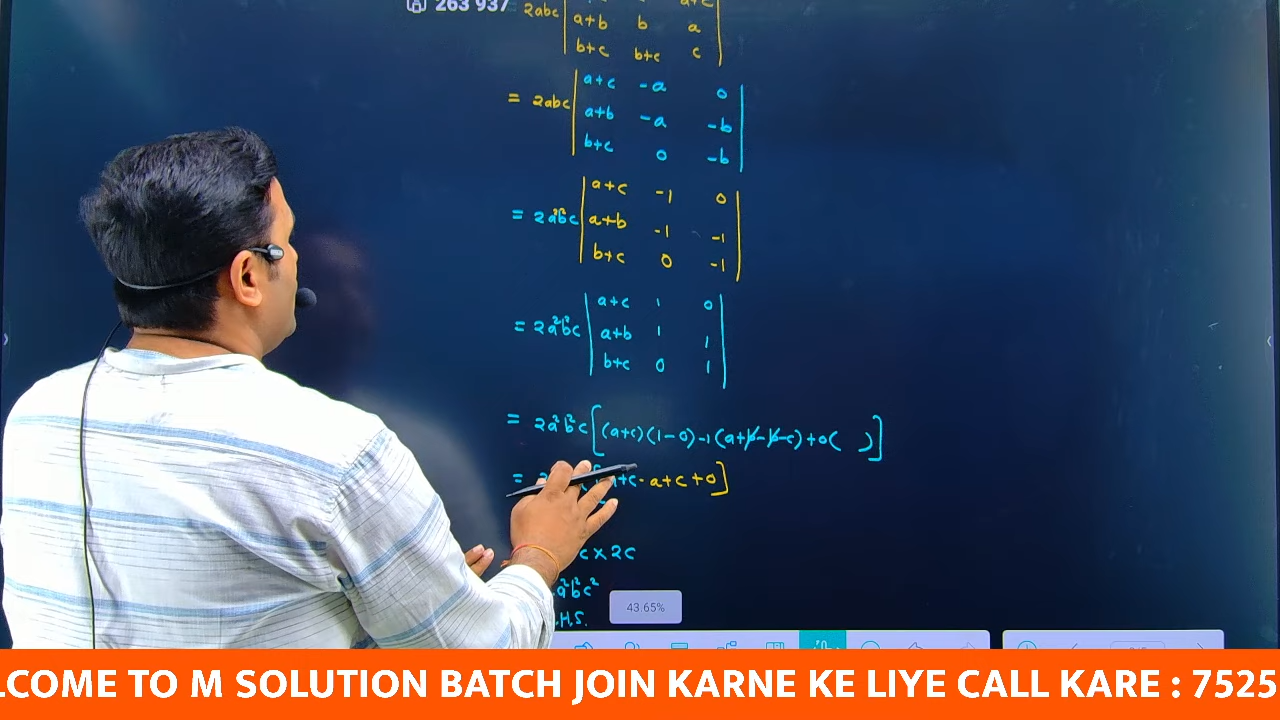 263 937
2abc
a+b b a
b+c b+c c
= 2abc | a+c -a 0 |
| a+b -a -b |
| b+c 0 -b |
= 2a²b²c | a+c -1 0 |
| a+b -1 -1 |
| b+c 0 -1 |
= 2a²b²c | a+c 1 0 |
| a+b 1 1 |
| b+c 0 1 |
= 2a²b²c [(a+c)(1-0)-1(a+b-b-c)+0( )]
= +c - a+c +0]
c × 2c
a²b²c²
.H.S.
43.65%
LCOME TO M SOLUTION BATCH JOIN KARNE KE LIYE CALL KARE : 7525